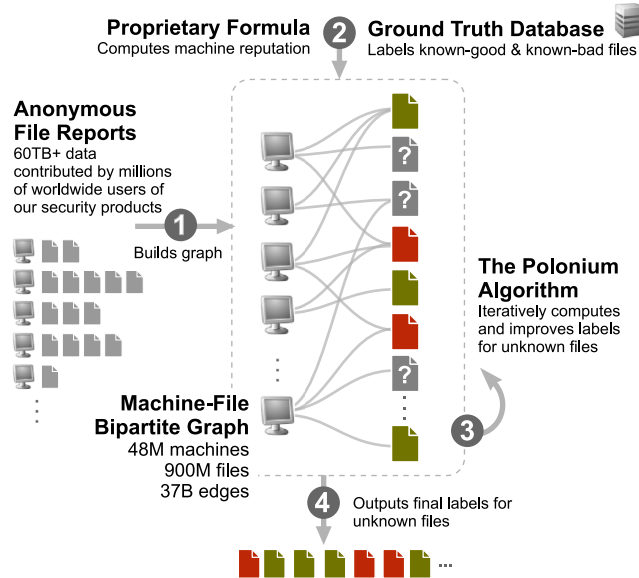 Proprietary Formula
Computes machine reputation
2
Ground Truth Database
Labels known-good & known-bad files
Anonymous
File Reports
60TB+ data
contributed by millions
of worldwide users of
our security products
1
Builds graph
?
?
?
The Polonium
Algorithm
Iteratively computes
and improves labels
for unknown files
3
Machine-File
Bipartite Graph
48M machines
900M files
37B edges
4
Outputs final labels for
unknown files